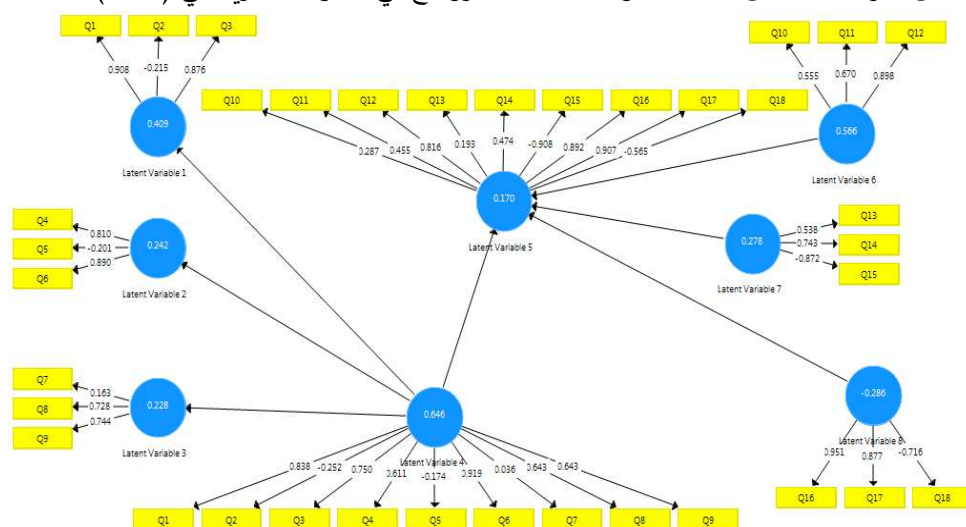 Q1 Q2 Q3
0.908 -0.215 0.876
0.409
Latent Variable 1
Q10 Q11 Q12 Q13 Q14 Q15 Q16 Q17 Q18
0.287 0.455 0.816 0.193 0.474 -0.908 0.892 0.907 -0.565
0.170
Latent Variable 5
Q10 Q11 Q12
0.555 0.670 0.898
0.566
Latent Variable 6
Q4 0.810
Q5 -0.201
Q6 0.890
0.242
Latent Variable 2
0.278
Latent Variable 7
0.538 Q13
0.743 Q14
-0.872 Q15
Q7 0.163
Q8 0.728
Q9 0.744
0.228
Latent Variable 3
0.646
Latent Variable 4
0.838 -0.252 0.750 0.611 -0.174 0.919 0.036 0.643 0.643
Q1 Q2 Q3 Q4 Q5 Q6 Q7 Q8 Q9
-0.286
Latent Variable 8
0.951 0.877 -0.716
Q16 Q17 Q18